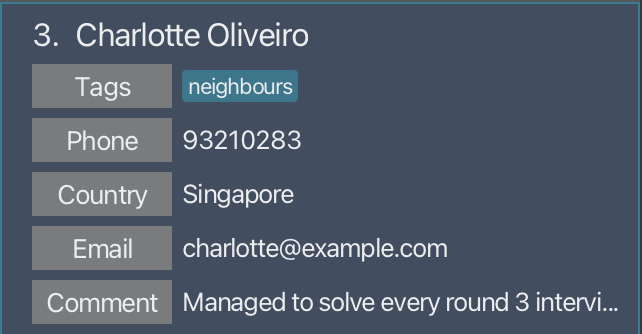 3. Charlotte Oliveiro
Tags neighbours
Phone 93210283
Country Singapore
Email charlotte@example.com
Comment Managed to solve every round 3 intervi...